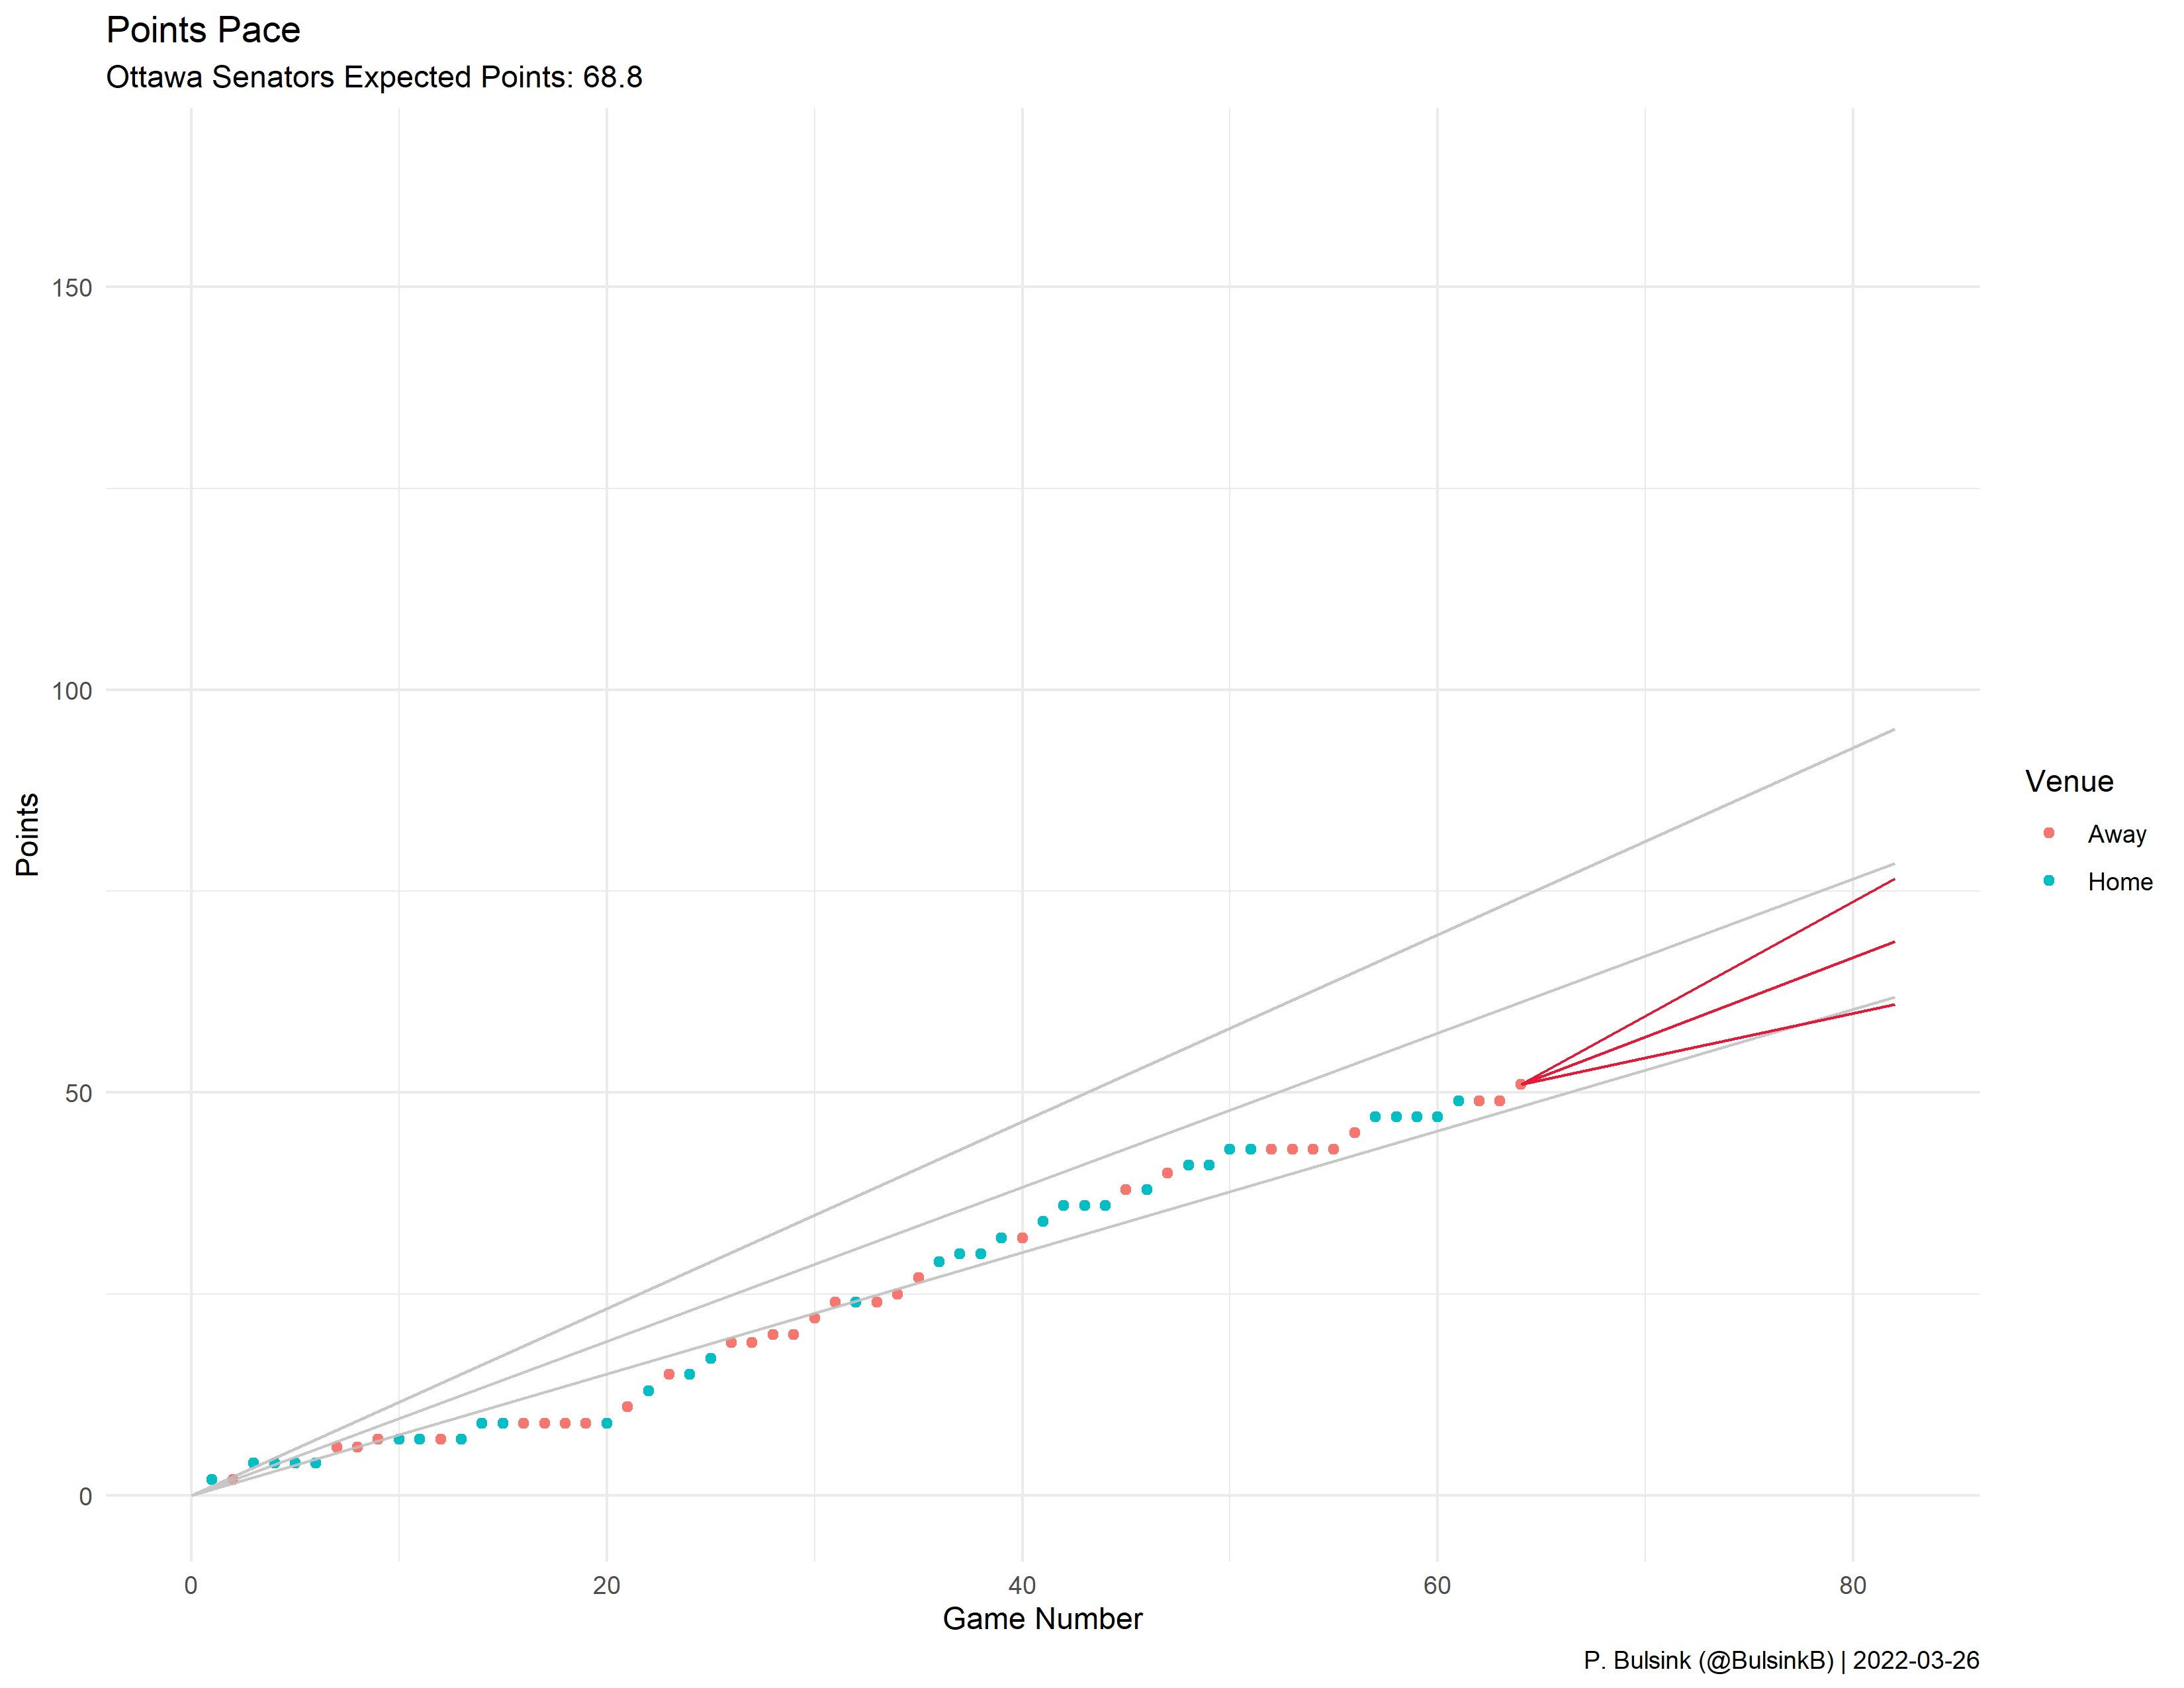 Points Pace
Ottawa Senators Expected Points: 68.8
150
100
50
0
Points
0 20 40 60 80
Game Number
Venue
Away
Home
P. Bulsink (@BulsinkB) | 2022-03-26